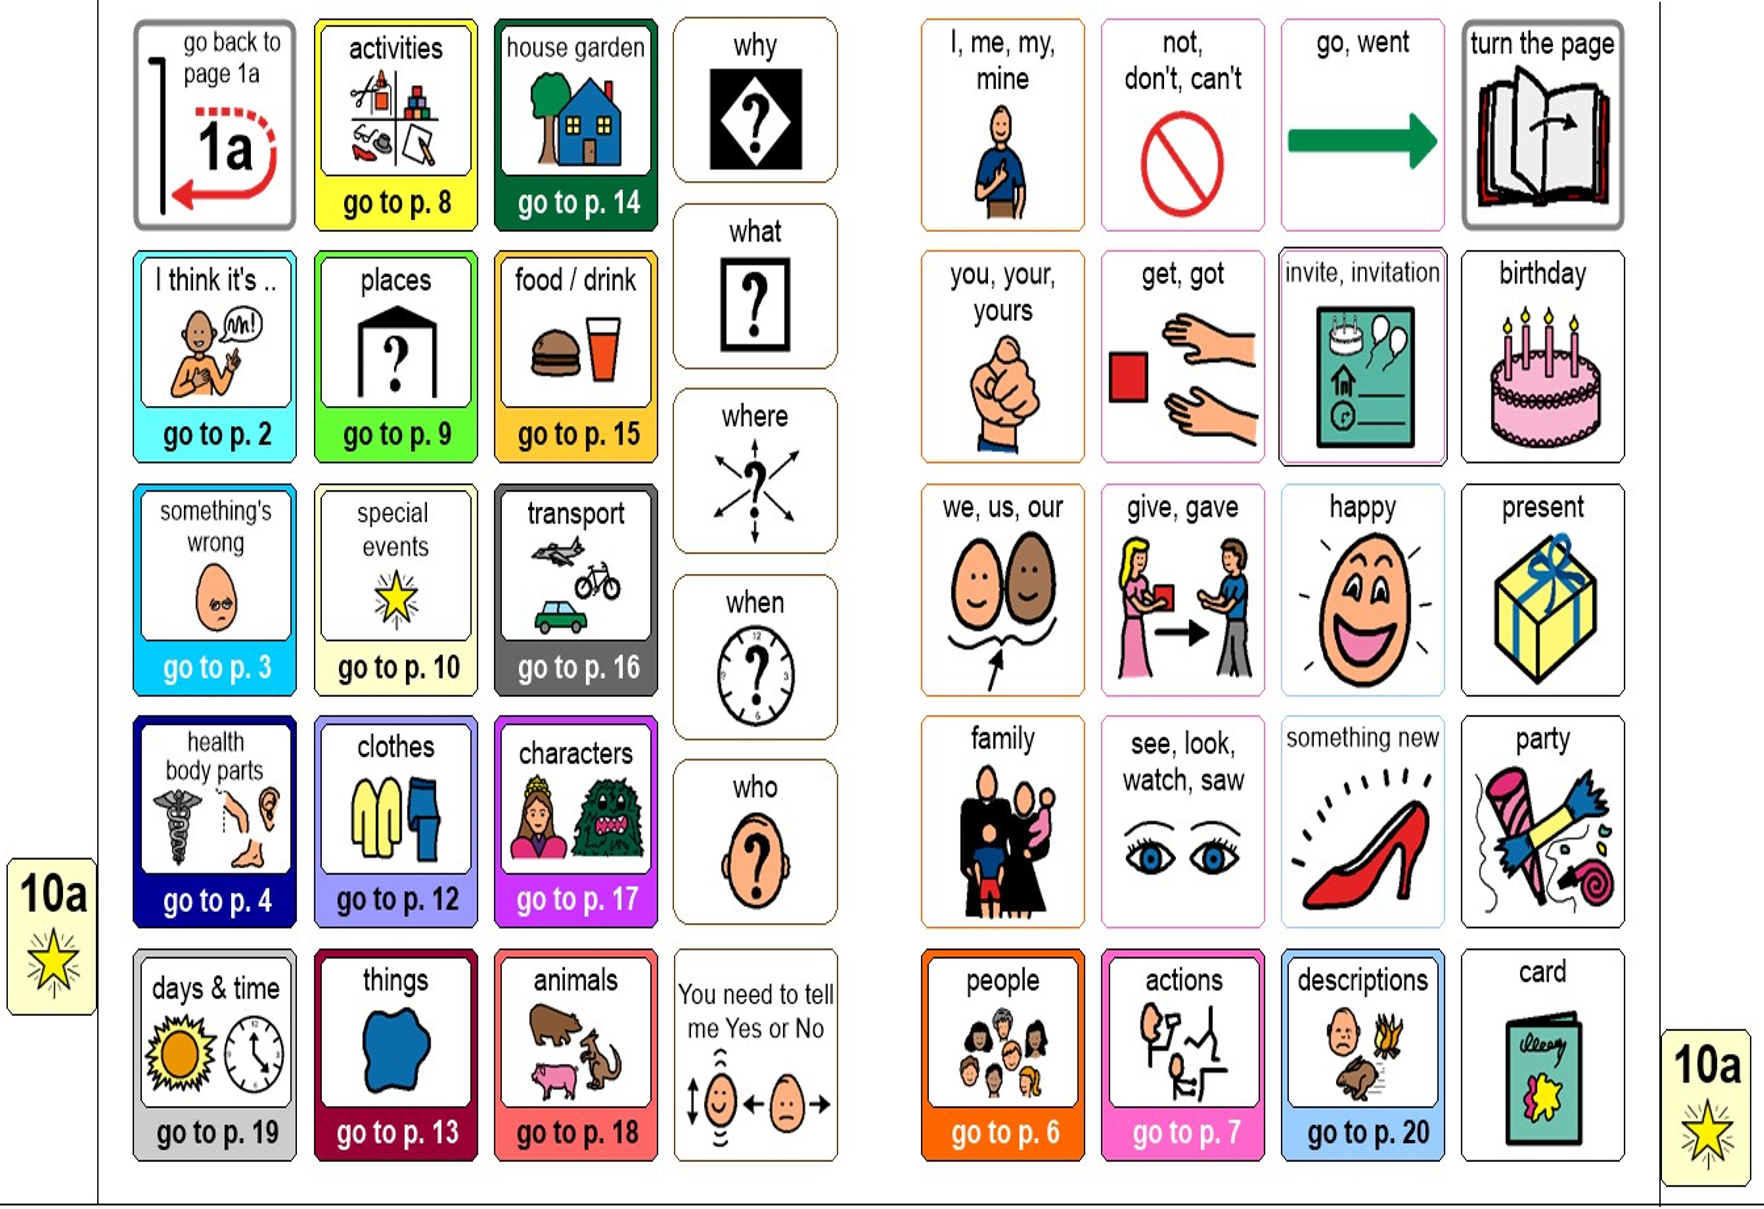 go back to
page 1a
1a
activities
go to p. 8
house garden
go to p. 14
why
I, me, my,
mine
not,
don't, can't
go, went
turn the page
what
I think it's ..
go to p. 2
places
go to p. 9
food / drink
go to p. 15
you, your,
yours
get, got
invite, invitation
birthday
where
something's
wrong
go to p. 3
special
events
go to p. 10
transport
go to p. 16
we, us, our
give, gave
happy
present
when
12
3
6
9
health
body parts
go to p. 4
clothes
go to p. 12
characters
go to p. 17
who
family
see, look,
watch, saw
something new
party
10a
days & time
go to p. 19
things
go to p. 13
animals
go to p. 18
You need to tell
me Yes or No
people
go to p. 6
actions
go to p. 7
descriptions
go to p. 20
card
10a